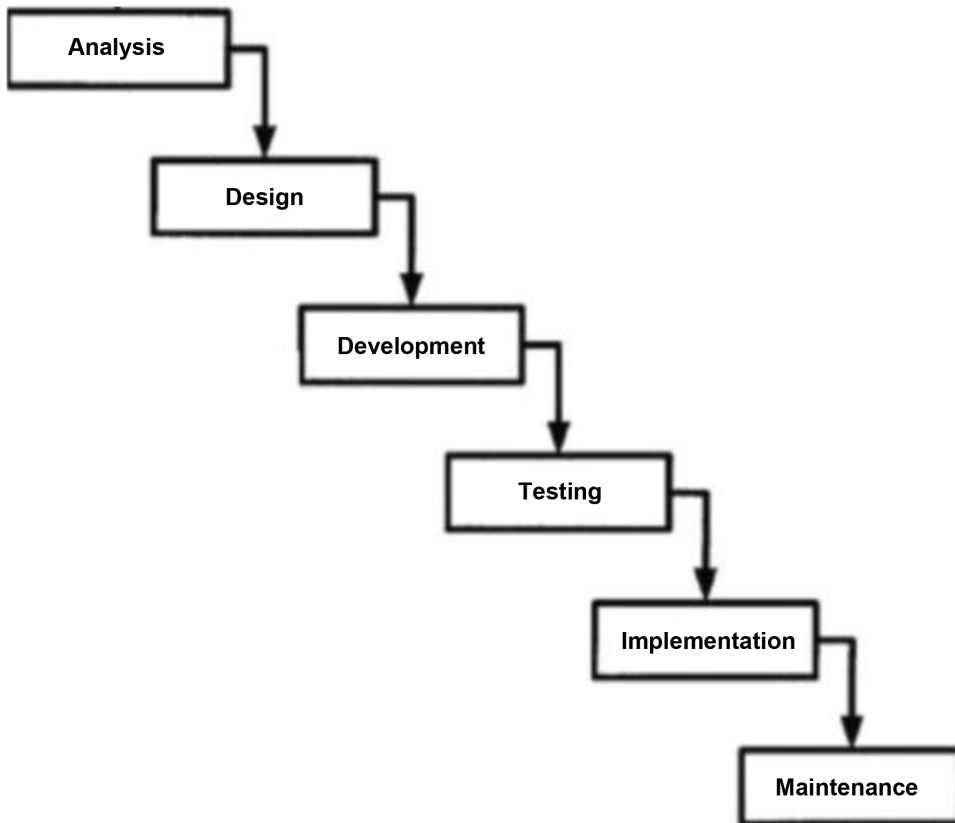 Analysis
Design
Development
Testing
Implementation
Maintenance